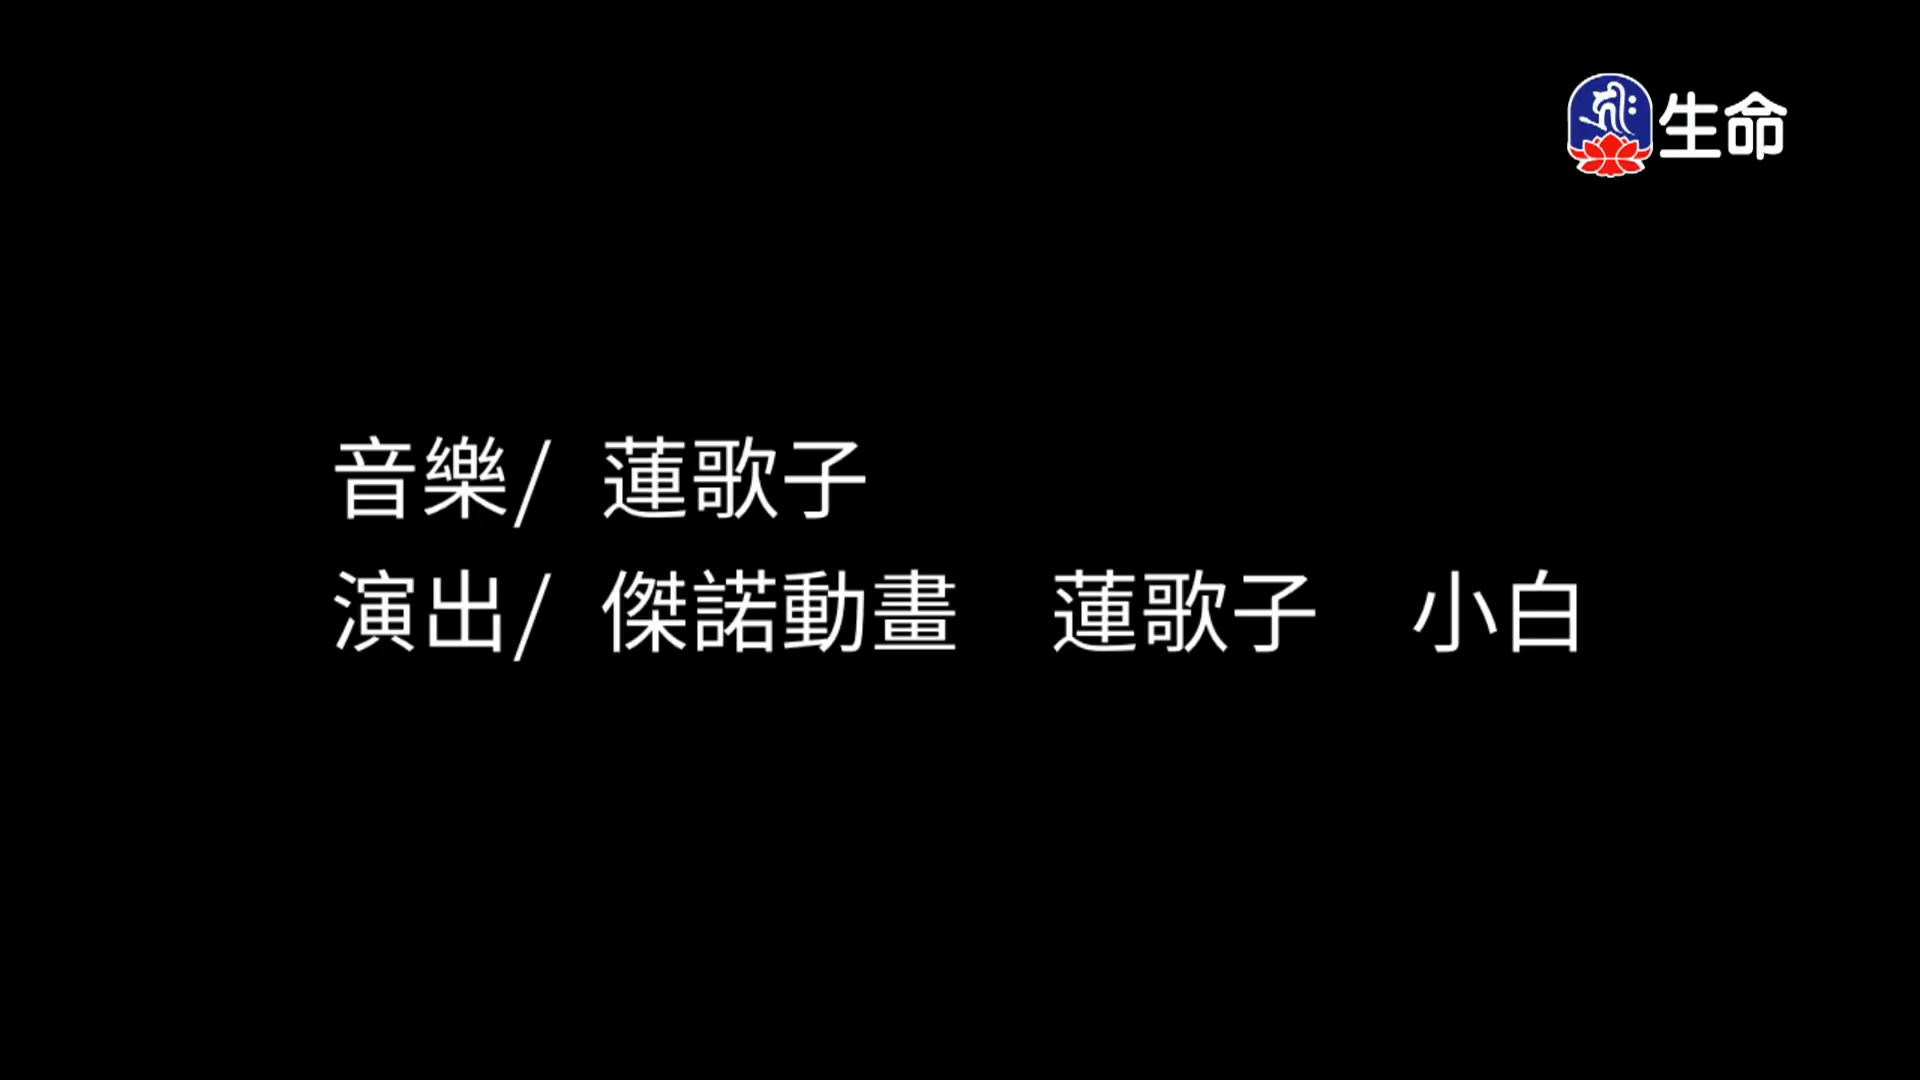 生命
音樂/ 蓮歌子
演出/ 傑諾動畫　蓮歌子　小白